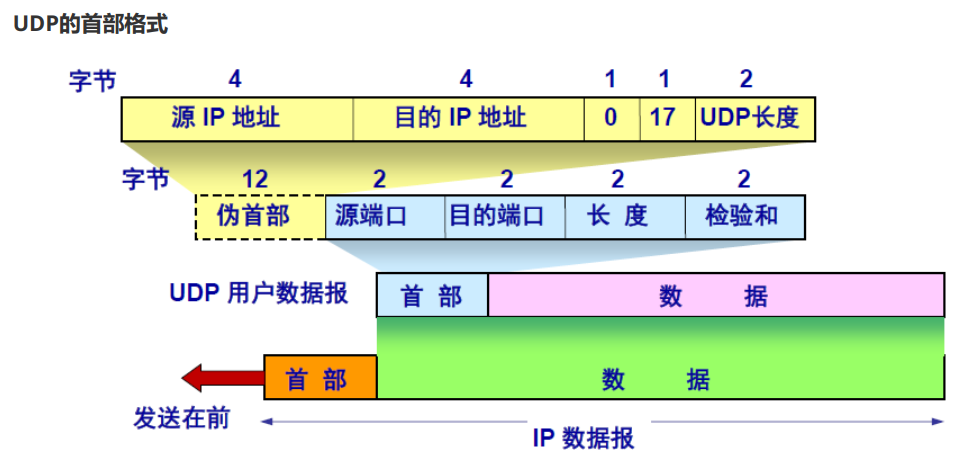 UDP的首部格式
字节 4 4 1 1 2
源 IP 地址 目的 IP 地址 0 17 UDP长度
字节 12 2 2 2 2
伪首部 源端口 目的端口 长 度 检验和
UDP 用户数据报 首 部 数 据
首 部 数 据
发送在前
IP 数据报